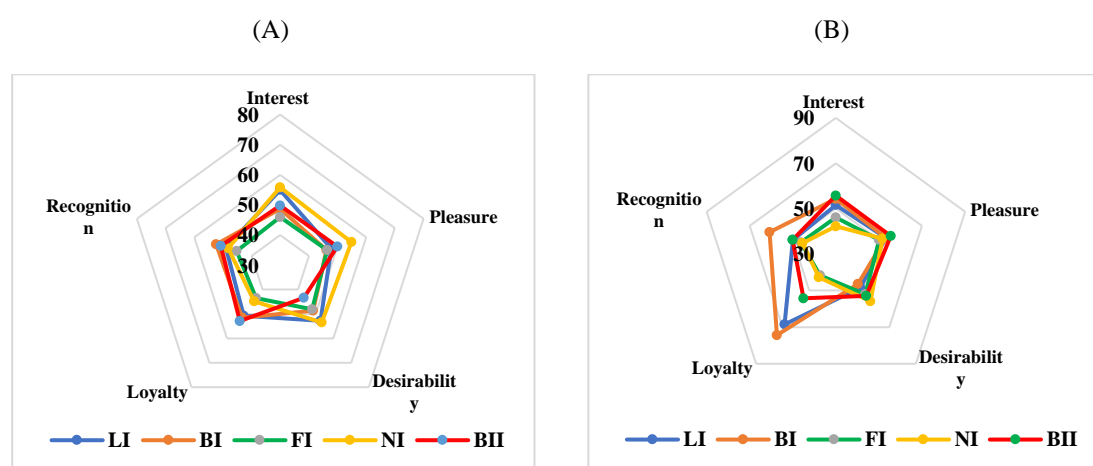 (A)
(B)
Interest
80
70
60
50
40
30
Pleasure
Desirabilit
y
Loyalty
Recognitio
n
LI BI FI NI BII
Interest
90
70
50
30
Pleasure
Desirabilit
y
Loyalty
Recognitio
n
LI BI FI NI BII